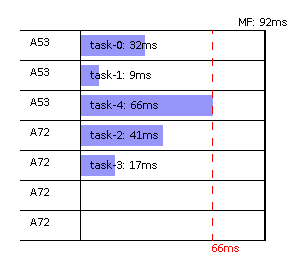 MF: 92ms
A53 task-0: 32ms
A53 task-1: 9ms
A53 task-4: 66ms
A72 task-2: 41ms
A72 task-3: 17ms
A72
A72
66ms